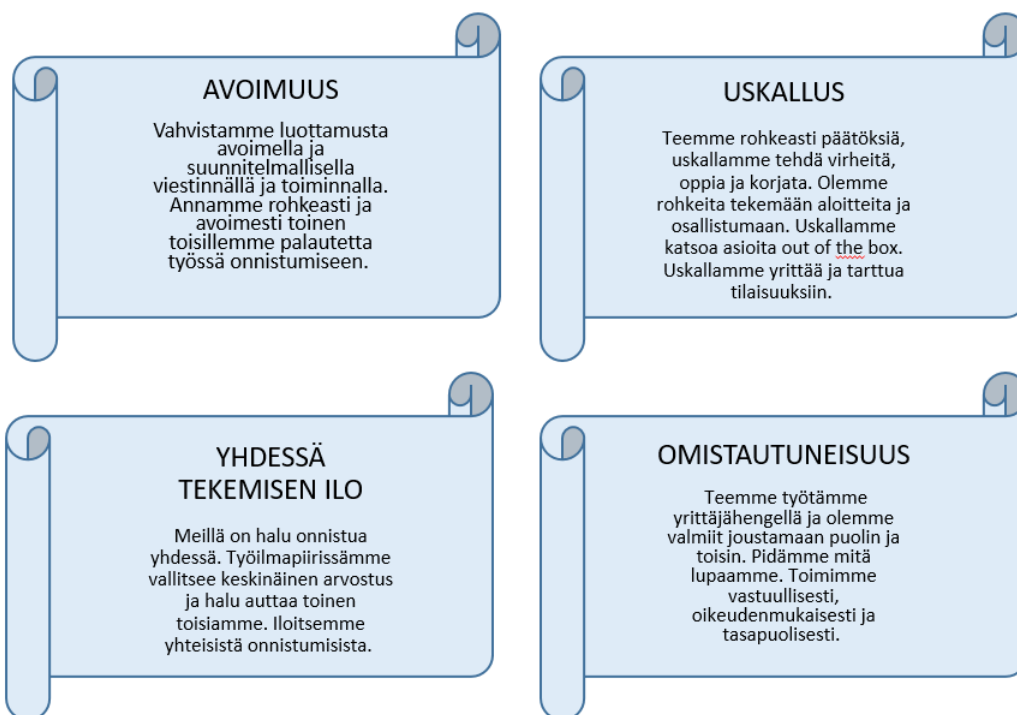 AVOIMUUS
Vahvistamme luottamusta
avoimella ja
suunnitelmallisella
viestinnällä ja toiminnalla.
Annamme rohkeasti ja
avoimesti toinen
toisillemme palautetta
työssä onnistumiseen.
USKALLUS
Teemme rohkeasti päätöksiä,
uskallamme tehdä virheitä,
oppia ja korjata. Olemme
rohkeita tekemään aloitteita ja
osallistumaan. Uskallamme
katsoa asioita out of the box.
Uskallamme yrittää ja tarttua
tilaisuuksiin.
YHDESSÄ
TEKEMISEN ILO
Meillä on halu onnistua
yhdessä. Työilmapiirissämme
vallitsee keskinäinen arvostus
ja halu auttaa toinen
toisiamme. Iloitsemme
yhteisistä onnistumisista.
OMISTAUTUNEISUUS
Teemme työtämme
yrittäjähengellä ja olemme
valmiit joustamaan puolin ja
toisin. Pidämme mitä
lupaamme. Toimimme
vastuullisesti,
oikeudenmukaisesti ja
tasapuolisesti.